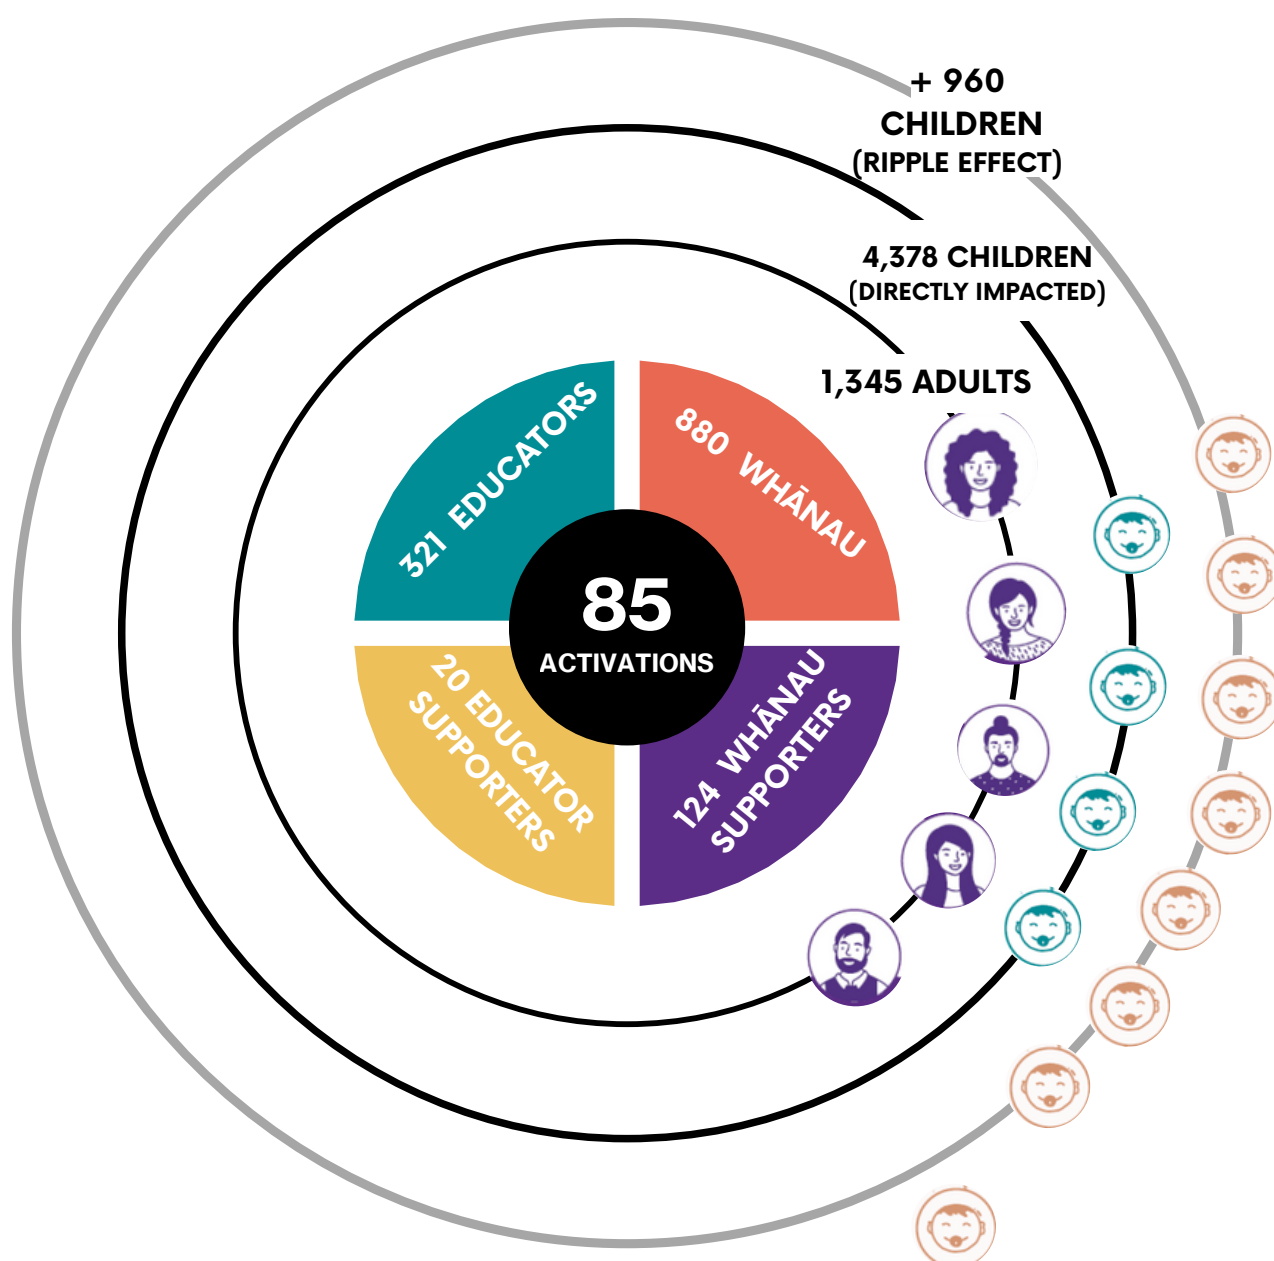 + 960
CHILDREN
(RIPPLE EFFECT)
4,378 CHILDREN
(DIRECTLY IMPACTED)
1,345 ADULTS
321 EDUCATORS
880 WHĀNAU
85
ACTIVATIONS
20 EDUCATOR
SUPPORTERS
124 WHĀNAU
SUPPORTERS